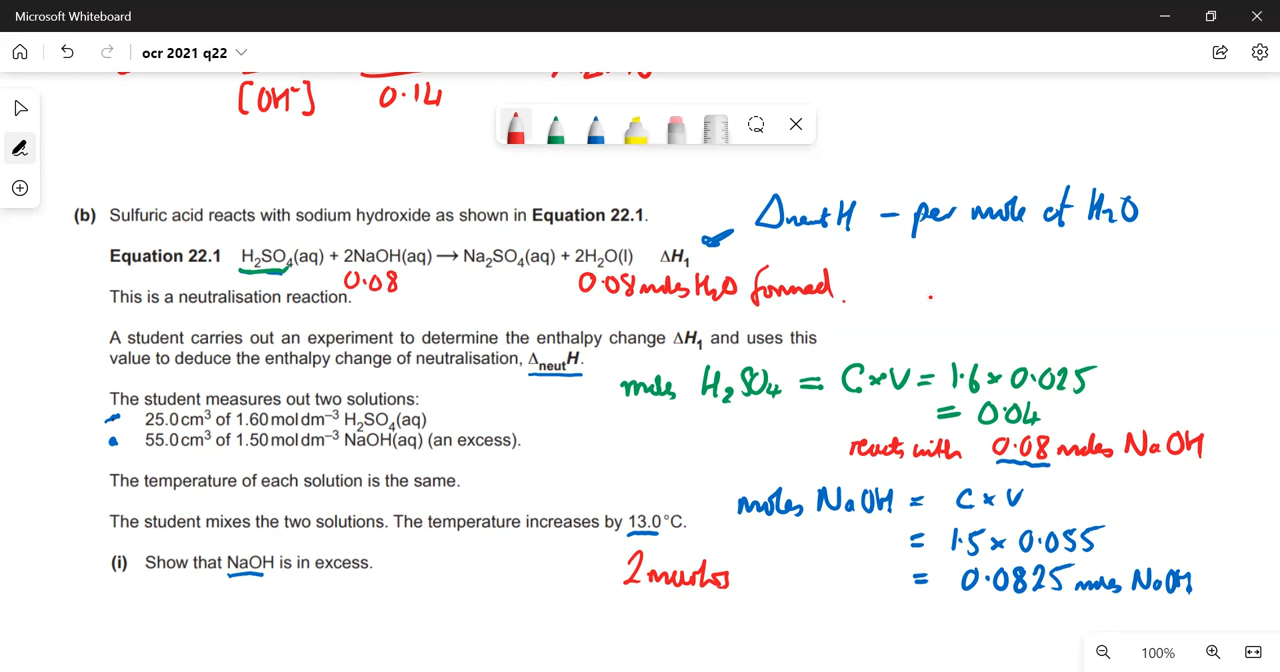 Microsoft Whiteboard
ocr 2021 q22
[OH⁻] 0.14
Δneut H - per mole of H₂O
(b) Sulfuric acid reacts with sodium hydroxide as shown in Equation 22.1.
Equation 22.1 H₂SO₄(aq) + 2NaOH(aq) → Na₂SO₄(aq) + 2H₂O(l) ΔH₁
0.08 0.08 moles H₂O formed.
This is a neutralisation reaction.
A student carries out an experiment to determine the enthalpy change ΔH₁ and uses this
value to deduce the enthalpy change of neutralisation, ΔneutH.
moles H₂SO₄ = C×V = 1.6 × 0.025
= 0.04
The student measures out two solutions:
25.0 cm³ of 1.60 mol dm⁻³ H₂SO₄(aq)
55.0 cm³ of 1.50 mol dm⁻³ NaOH(aq) (an excess).
reacts with 0.08 moles NaOH
The temperature of each solution is the same.
moles NaOH = C × V
The student mixes the two solutions. The temperature increases by 13.0 °C.
= 1.5 × 0.055
(i) Show that NaOH is in excess.
2 marks
= 0.0825 moles NaOH
100%